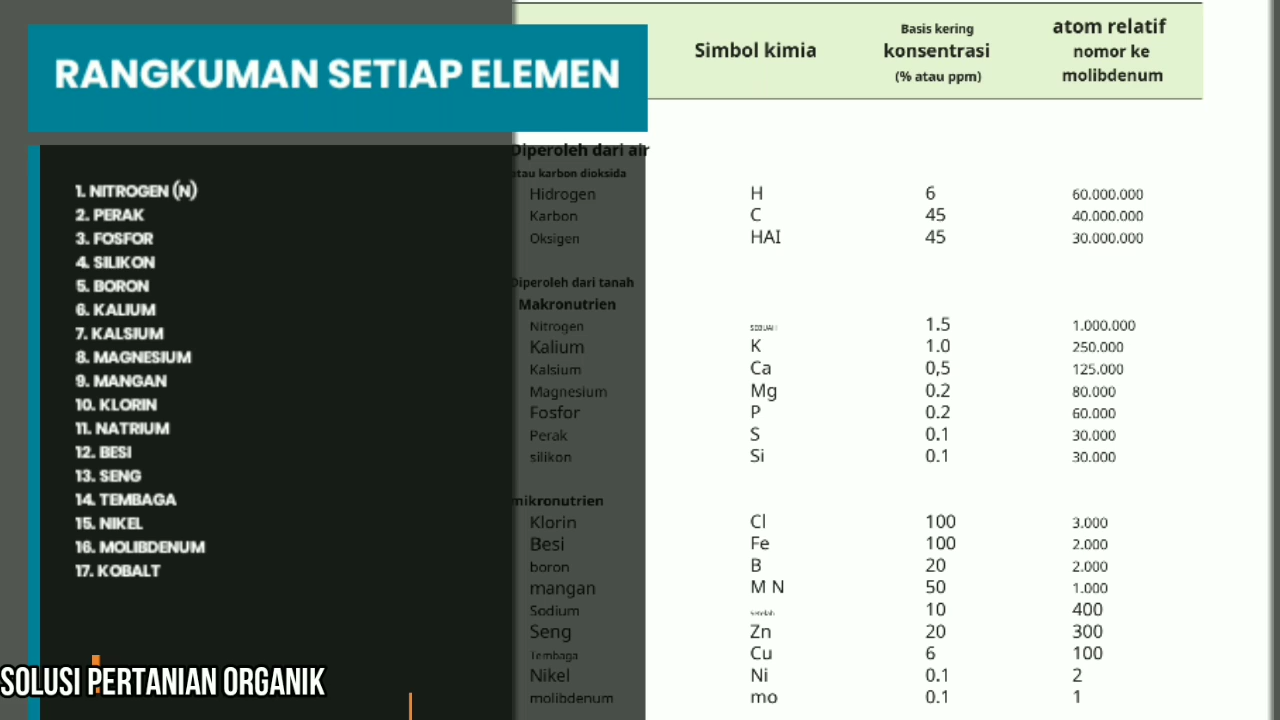 RANGKUMAN SETIAP ELEMEN
1. NITROGEN (N)
2. PERAK
3. FOSFOR
4. SILIKON
5. BORON
6. KALIUM
7. KALSIUM
8. MAGNESIUM
9. MANGAN
10. KLORIN
11. NATRIUM
12. BESI
13. SENG
14. TEMBAGA
15. NIKEL
16. MOLIBDENUM
17. KOBALT
SOLUSI PERTANIAN ORGANIK
Simbol kimia
Basis kering
konsentrasi
(% atau ppm)
atom relatif
nomor ke
molibdenum
Diperoleh dari air
atau karbon dioksida
Hidrogen H 6 60.000.000
Karbon C 45 40.000.000
Oksigen HAI 45 30.000.000
Diperoleh dari tanah
Makronutrien
Nitrogen SEBUAH 1.5 1.000.000
Kalium K 1.0 250.000
Kalsium Ca 0,5 125.000
Magnesium Mg 0.2 80.000
Fosfor P 0.2 60.000
Perak S 0.1 30.000
silikon Si 0.1 30.000
mikronutrien
Klorin Cl 100 3.000
Besi Fe 100 2.000
boron B 20 2.000
mangan M N 50 1.000
Sodium 10 400
Seng Zn 20 300
Tembaga Cu 6 100
Nikel Ni 0.1 2
molibdenum mo 0.1 1